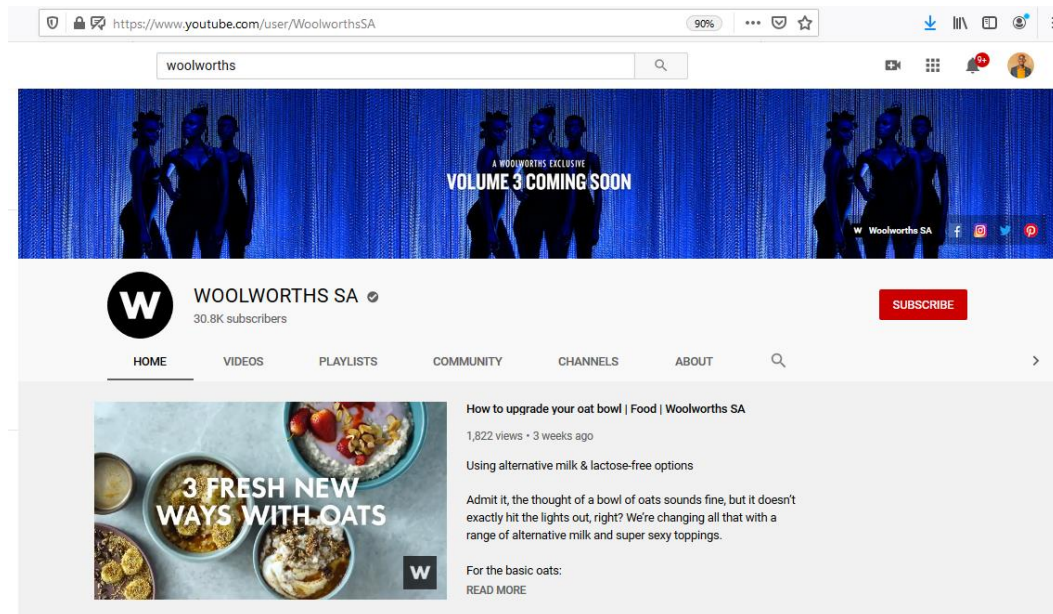 https://www.youtube.com/user/WoolworthsSA
90%
woolworths
9+
A WOOLWORTHS EXCLUSIVE
VOLUME 3 COMING SOON
W Woolworths SA
W
WOOLWORTHS SA
30.8K subscribers
SUBSCRIBE
HOME VIDEOS PLAYLISTS COMMUNITY CHANNELS ABOUT
3 FRESH NEW
WAYS WITH OATS
W
How to upgrade your oat bowl | Food | Woolworths SA
1,822 views • 3 weeks ago
Using alternative milk & lactose-free options
Admit it, the thought of a bowl of oats sounds fine, but it doesn't
exactly hit the lights out, right? We're changing all that with a
range of alternative milk and super sexy toppings.
For the basic oats:
READ MORE